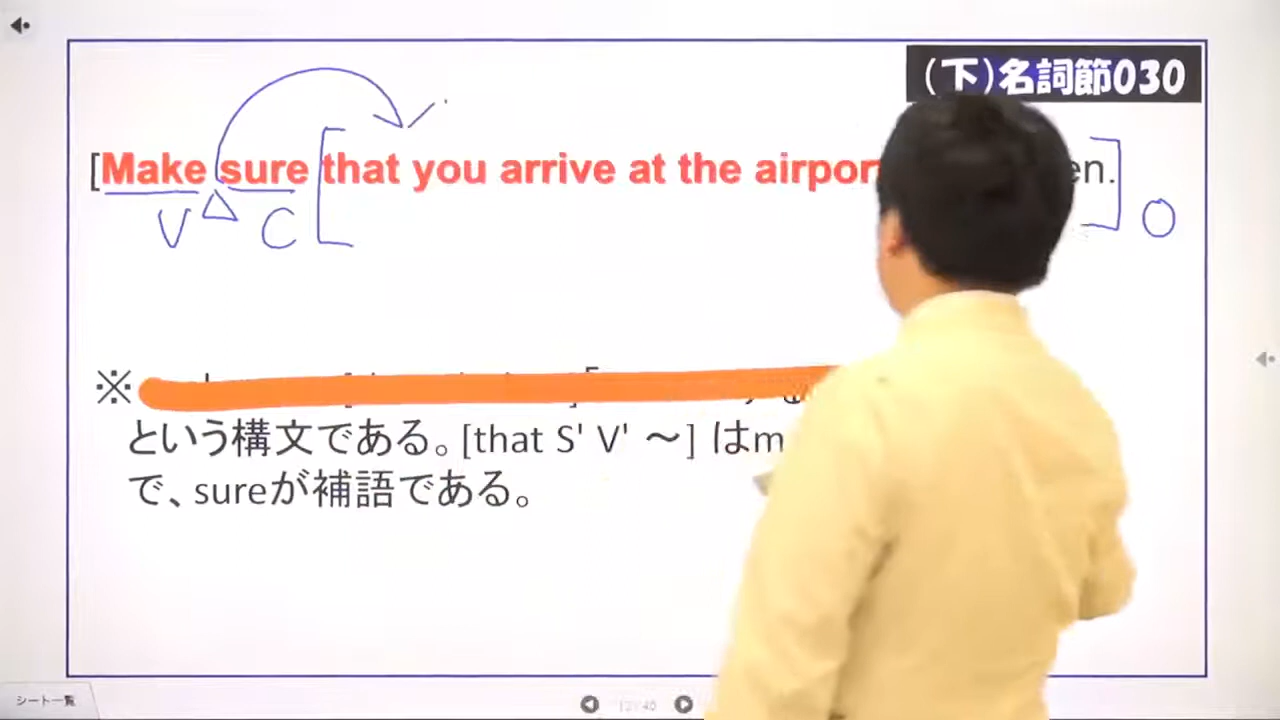 (下)名詞節030
[Make sure that you arrive at the airport
V C O
※
という構文である。[that S' V' ～] はm
で、sureが補語である。
シート一覧